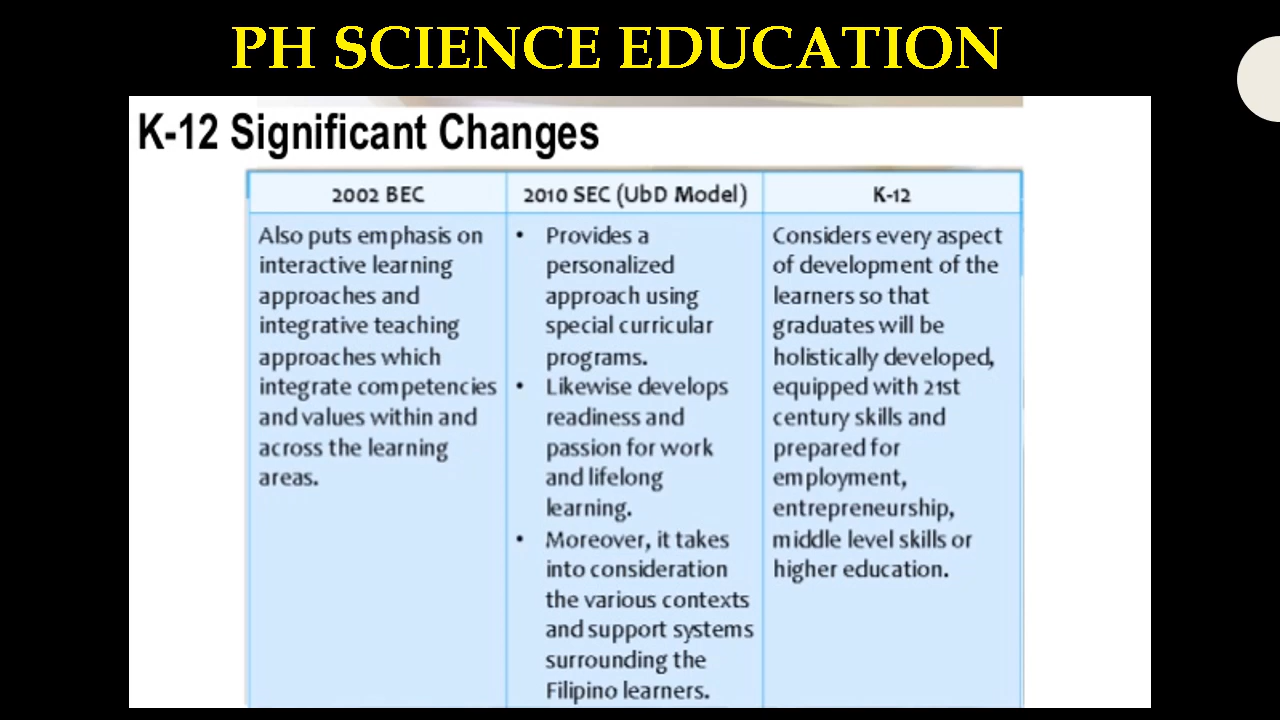 PH SCIENCE EDUCATION
K-12 Significant Changes
2002 BEC
Also puts emphasis on
interactive learning
approaches and
integrative teaching
approaches which
integrate competencies
and values within and
across the learning
areas.
2010 SEC (UbD Model)
• Provides a
personalized
approach using
special curricular
programs.
• Likewise develops
readiness and
passion for work
and lifelong
learning.
• Moreover, it takes
into consideration
the various contexts
and support systems
surrounding the
Filipino learners.
K-12
Considers every aspect
of development of the
learners so that
graduates will be
holistically developed,
equipped with 21st
century skills and
prepared for
employment,
entrepreneurship,
middle level skills or
higher education.